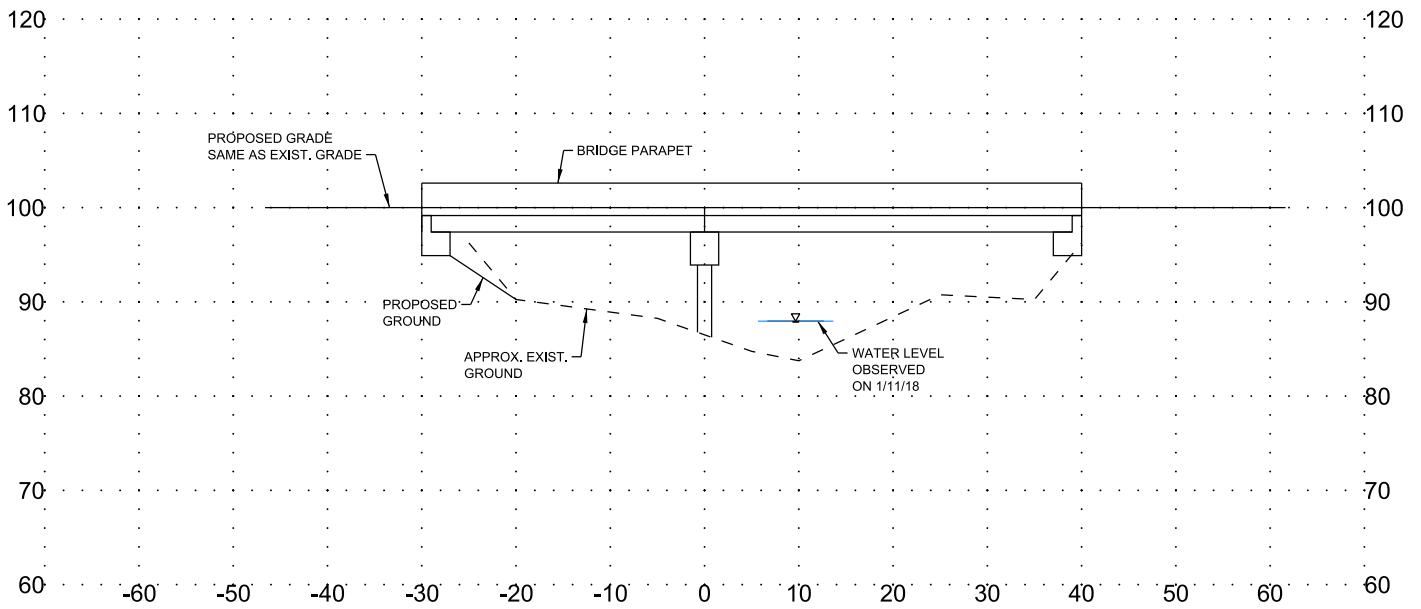 120
120
110
110
PROPOSED GRADE
SAME AS EXIST. GRADE
BRIDGE PARAPET
100
100
90
90
PROPOSED
GROUND
APPROX. EXIST.
GROUND
WATER LEVEL
OBSERVED
ON 1/11/18
80
80
70
70
60
-60
-50
-40
-30
-20
-10
0
10
20
30
40
50
60
60